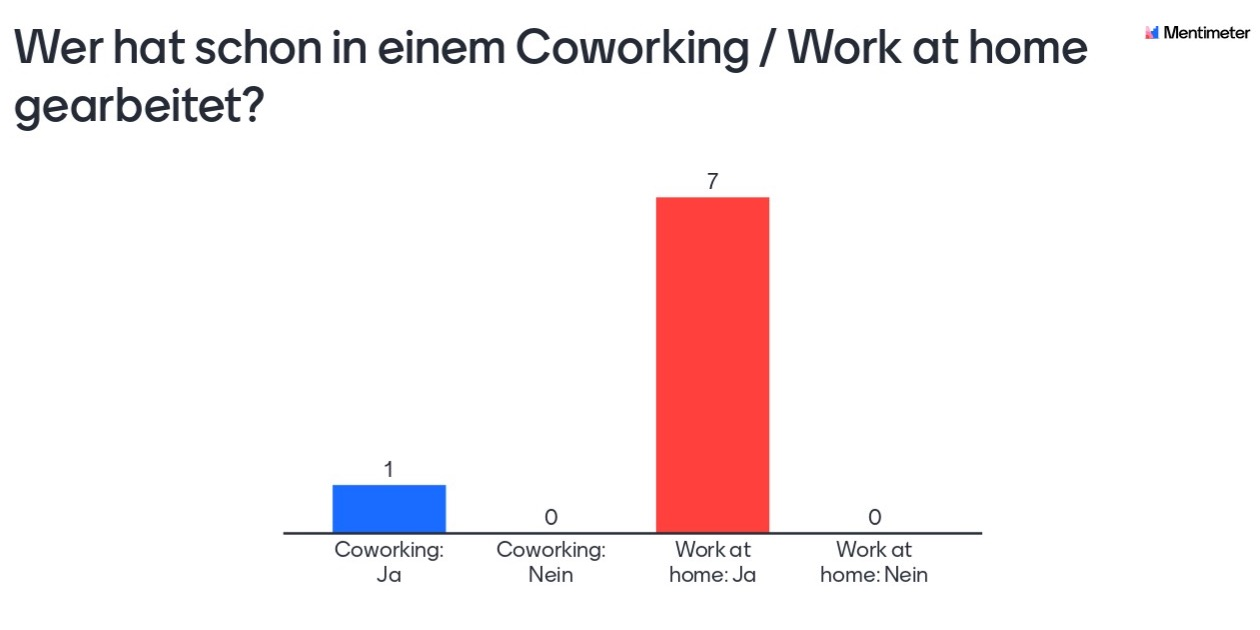 Wer hat schon in einem Coworking / Work at home
gearbeitet?
Mentimeter
7
1
0
0
Coworking:
Ja
Coworking:
Nein
Work at
home: Ja
Work at
home: Nein